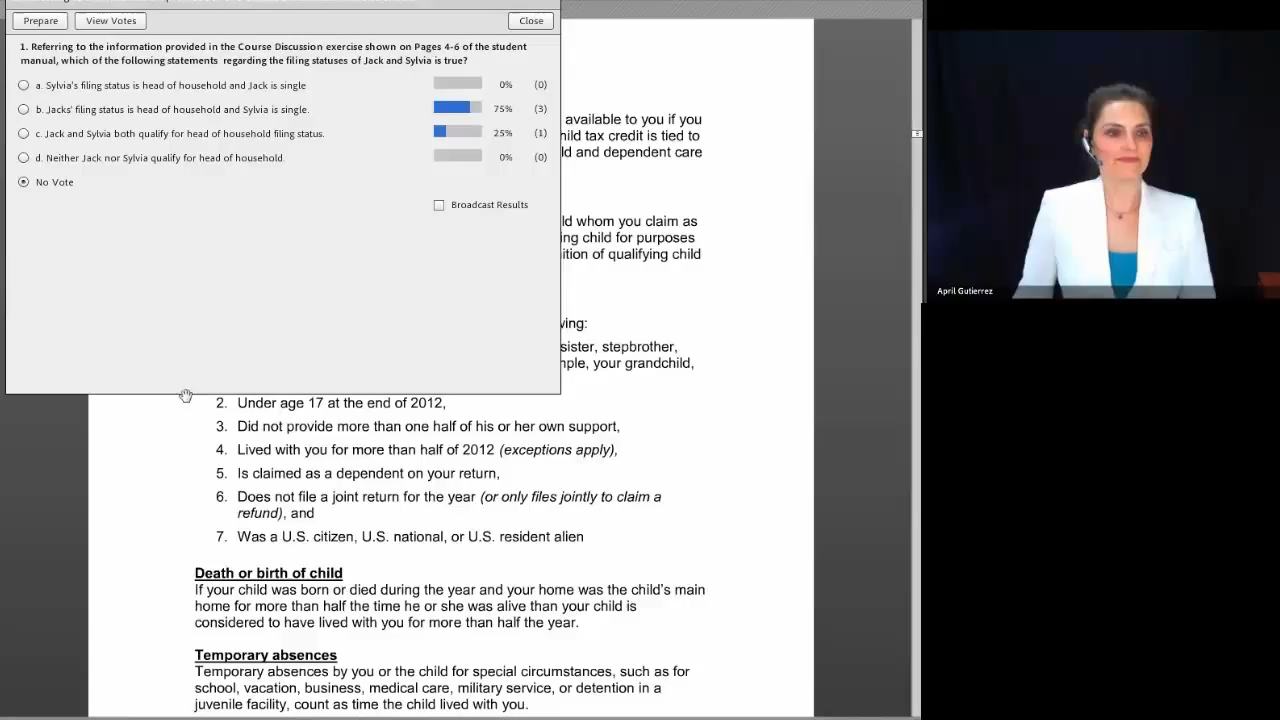 Prepare
View Votes
Close
1. Referring to the information provided in the Course Discussion exercise shown on Pages 4-6 of the student
manual, which of the following statements regarding the filing statuses of Jack and Sylvia is true?
a. Sylvia's filing status is head of household and Jack is single
0% (0)
b. Jacks' filing status is head of household and Sylvia is single.
75% (3)
c. Jack and Sylvia both qualify for head of household filing status.
25% (1)
d. Neither Jack nor Sylvia qualify for head of household.
0% (0)
No Vote
Broadcast Results
available to you if you
hild tax credit is tied to
ld and dependent care
ld whom you claim as
ing child for purposes
ition of qualifying child
wing:
sister, stepbrother,
mple, your grandchild,
2. Under age 17 at the end of 2012,
3. Did not provide more than one half of his or her own support,
4. Lived with you for more than half of 2012 (exceptions apply),
5. Is claimed as a dependent on your return,
6. Does not file a joint return for the year (or only files jointly to claim a
refund), and
7. Was a U.S. citizen, U.S. national, or U.S. resident alien
Death or birth of child
If your child was born or died during the year and your home was the child's main
home for more than half the time he or she was alive than your child is
considered to have lived with you for more than half the year.
Temporary absences
Temporary absences by you or the child for special circumstances, such as for
school, vacation, business, medical care, military service, or detention in a
juvenile facility, count as time the child lived with you.
April Gutierrez